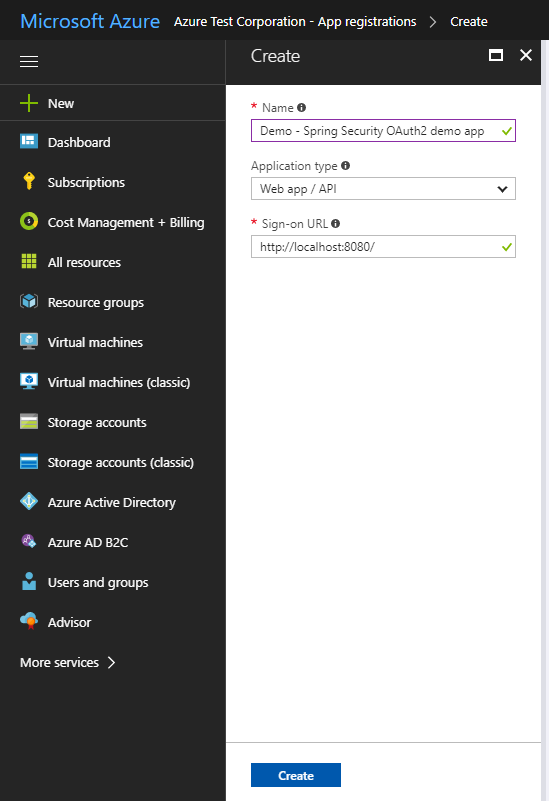 Microsoft Azure Azure Test Corporation - App registrations > Create
New
Dashboard
Subscriptions
Cost Management + Billing
All resources
Resource groups
Virtual machines
Virtual machines (classic)
Storage accounts
Storage accounts (classic)
Azure Active Directory
Azure AD B2C
Users and groups
Advisor
More services >
Create
* Name
Demo - Spring Security OAuth2 demo app
Application type
Web app / API
* Sign-on URL
http://localhost:8080/
Create